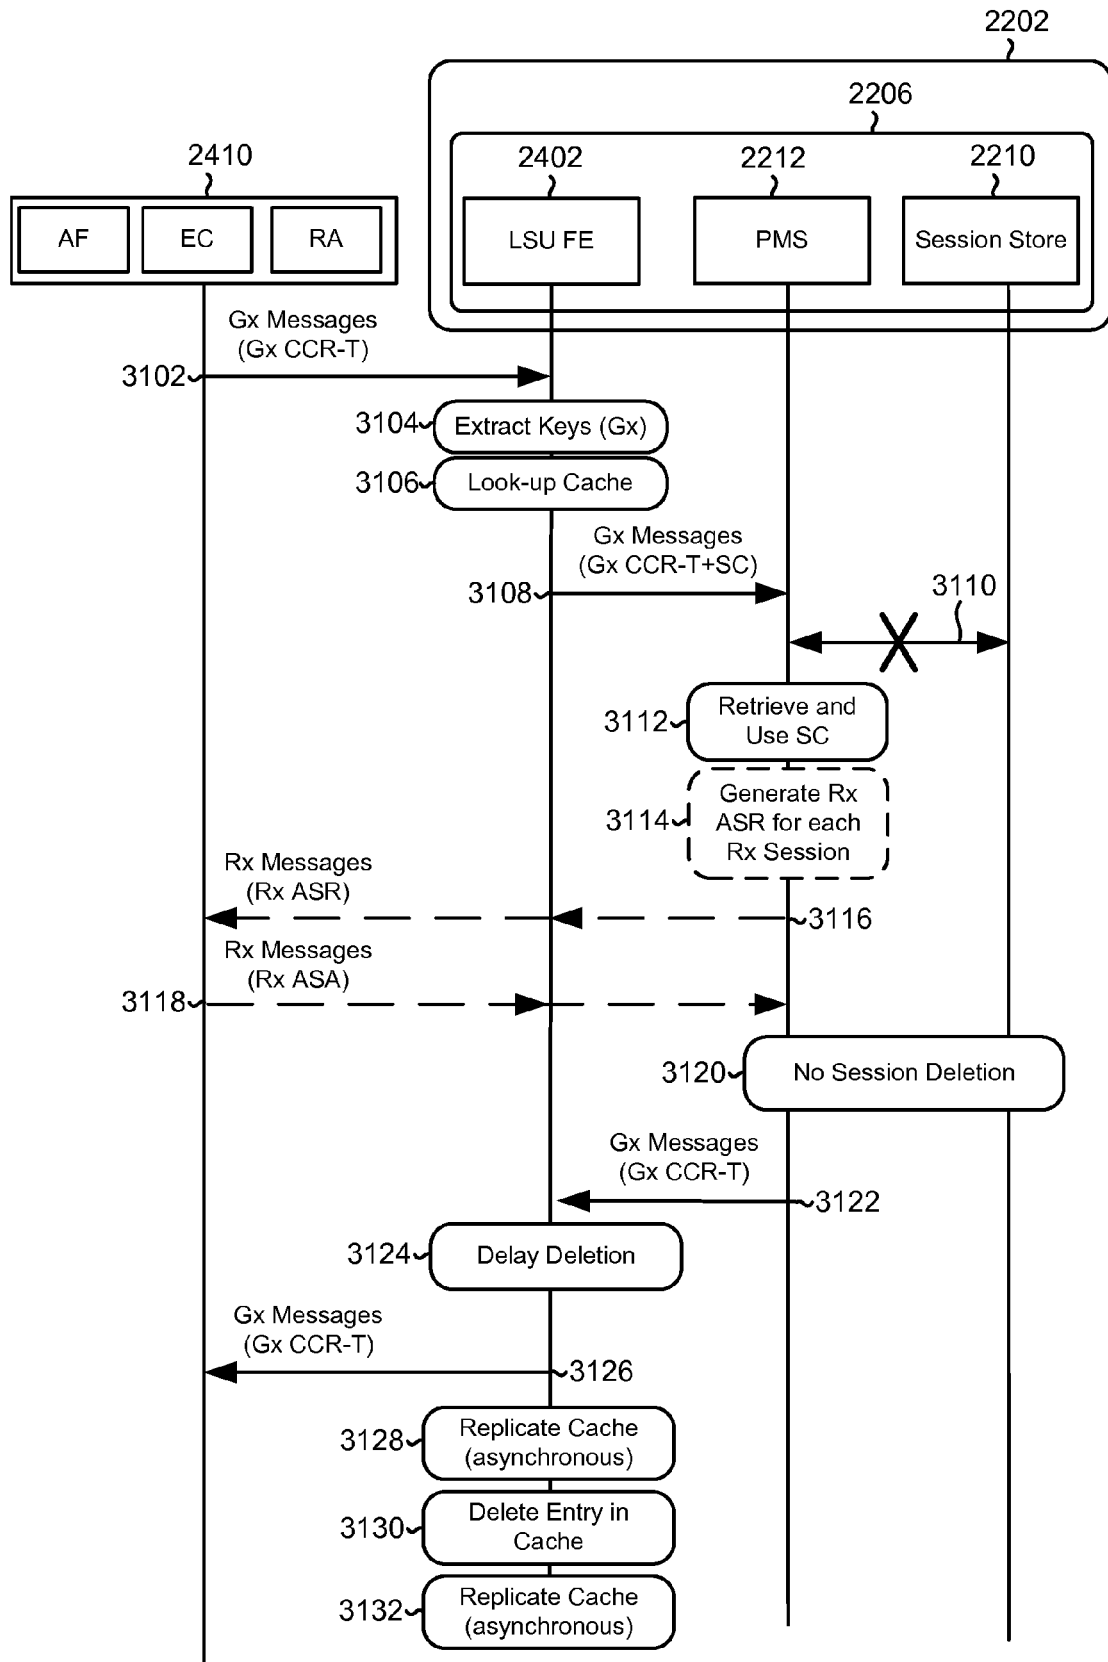 2202
2206
2410
2402
2212
2210
AF
EC
RA
LSU FE
PMS
Session Store
Gx Messages
(Gx CCR-T)
3102
3104
Extract Keys (Gx)
3106
Look-up Cache
Gx Messages
(Gx CCR-T+SC)
3108
3110
3112
Retrieve and
Use SC
3114
Generate Rx
ASR for each
Rx Session
Rx Messages
(Rx ASR)
3116
Rx Messages
(Rx ASA)
3118
3120
No Session Deletion
Gx Messages
(Gx CCR-T)
3122
3124
Delay Deletion
Gx Messages
(Gx CCR-T)
3126
3128
Replicate Cache
(asynchronous)
3130
Delete Entry in
Cache
3132
Replicate Cache
(asynchronous)